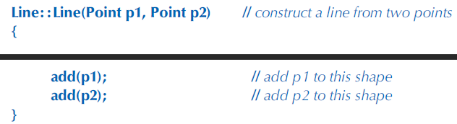 Line::Line(Point p1, Point p2) // construct a line from two points
{
add(p1); // add p1 to this shape
add(p2); // add p2 to this shape
}